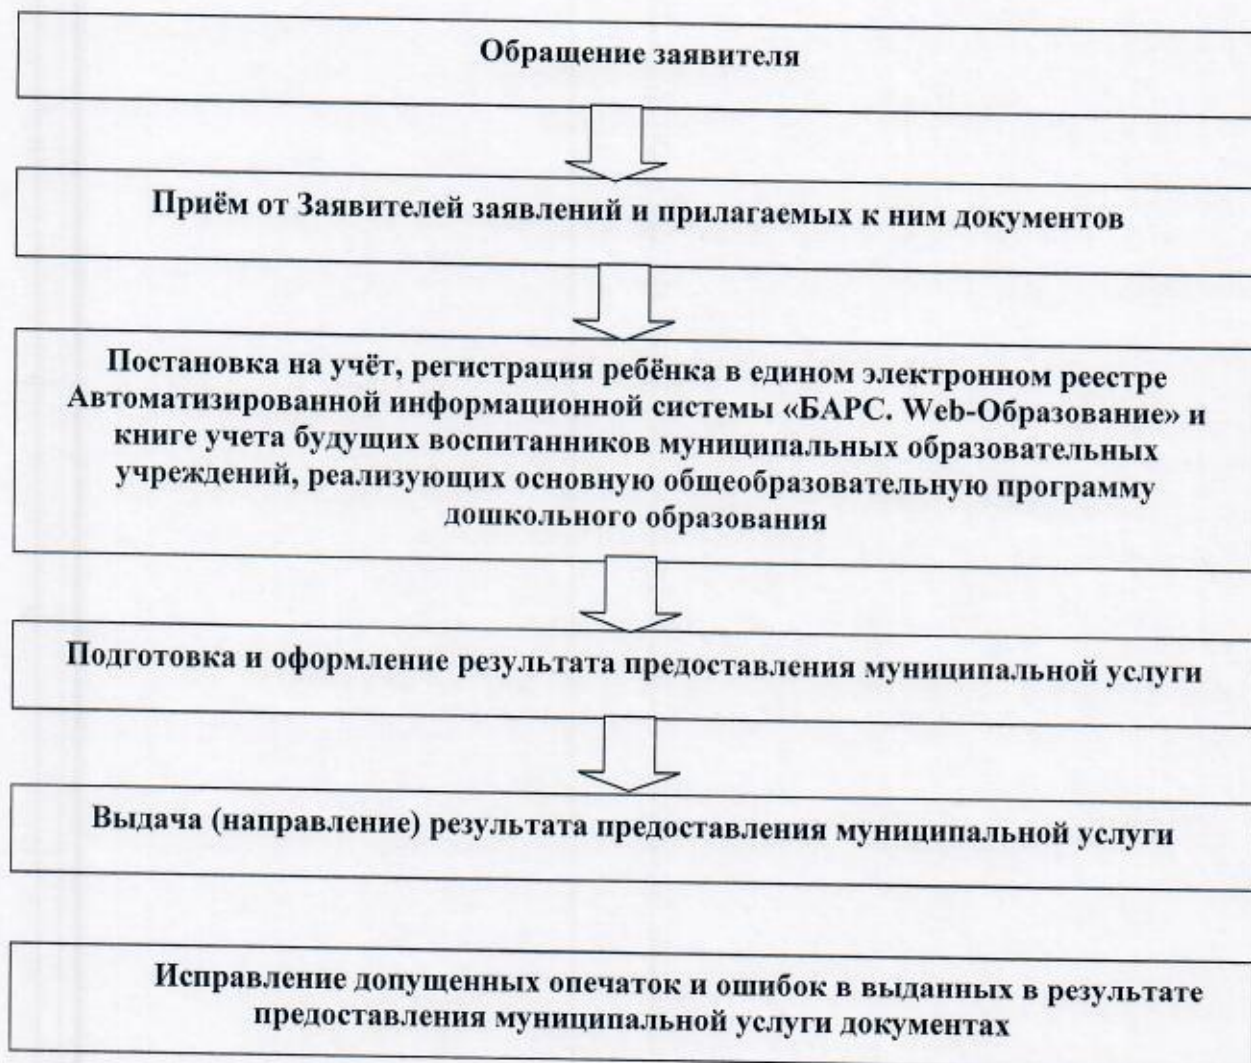 Обращение заявителя
Приём от Заявителей заявлений и прилагаемых к ним документов
Постановка на учёт, регистрация ребёнка в едином электронном реестре
Автоматизированной информационной системы «БАРС. Web-Образование» и
книге учета будущих воспитанников муниципальных образовательных
учреждений, реализующих основную общеобразовательную программу
дошкольного образования
Подготовка и оформление результата предоставления муниципальной услуги
Выдача (направление) результата предоставления муниципальной услуги
Исправление допущенных опечаток и ошибок в выданных в результате
предоставления муниципальной услуги документах